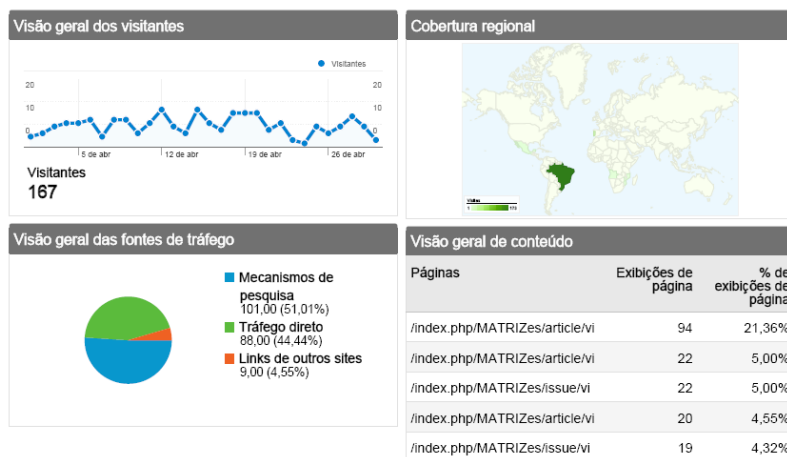 Visão geral dos visitantes
Visitantes
20
20
10
10
0
0
5 de abr
12 de abr
19 de abr
26 de abr
Visitantes
167
Cobertura regional
Visitas
1
Visão geral das fontes de tráfego
Mecanismos de
pesquisa
101,00 (51,01%)
Tráfego direto
88,00 (44,44%)
Links de outros sites
9,00 (4,55%)
Visão geral de conteúdo
Páginas
Exibições de
página
% de
exibições de
página
/index.php/MATRIZes/article/vi 94 21,36%
/index.php/MATRIZes/article/vi 22 5,00%
/index.php/MATRIZes/issue/vi 22 5,00%
/index.php/MATRIZes/article/vi 20 4,55%
/index.php/MATRIZes/issue/vi 19 4,32%